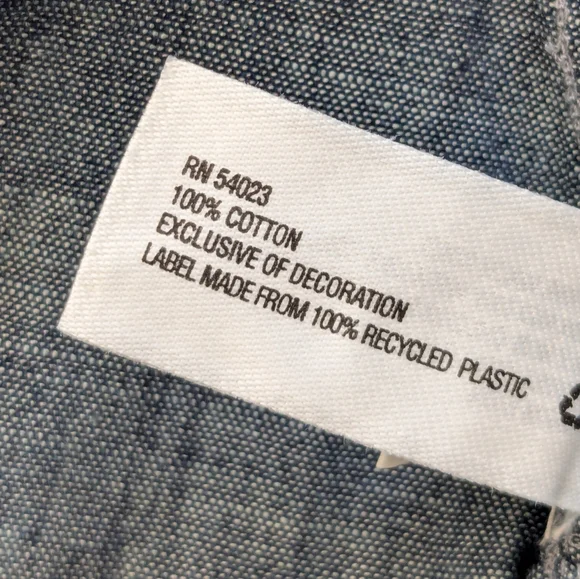 RN 54023
100% COTTON
EXCLUSIVE OF DECORATION
LABEL MADE FROM 100% RECYCLED PLASTIC